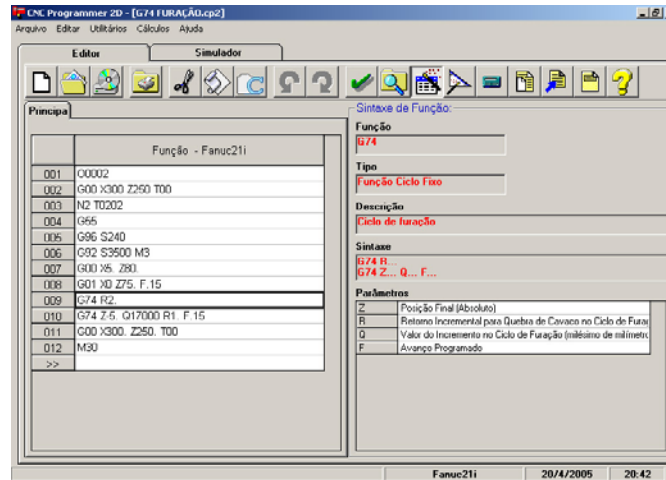 CNC Programmer 2D - [G74 FURAÇÃO.cp2]
Arquivo Editar Utilitários Cálculos Ajuda
Editor Simulador
Principal
Função - Fanuc21i
001 O0002
002 G00 X300 Z250 T00
003 N2 T0202
004 G55
005 G96 S240
006 G92 S3500 M3
007 G00 X5. Z80.
008 G01 X0 Z75. F.15
009 G74 R2.
010 G74 Z-5. Q17000 R1. F.15
011 G00 X300. Z250. T00
012 M30
>>
Sintaxe de Função:
Função
G74
Tipo
Função Ciclo Fixo
Descrição
Ciclo de furação
Sintaxe
G74 R...
G74 Z... Q... F...
Parâmetros
Z Posição Final (Absoluto)
R Retorno Incremental para Quebra de Cavaco no Ciclo de Furaç
Q Valor do Incremento no Ciclo de Furação (milésimo de milímetro
F Avanço Programado
Fanuc21i 20/4/2005 20:42